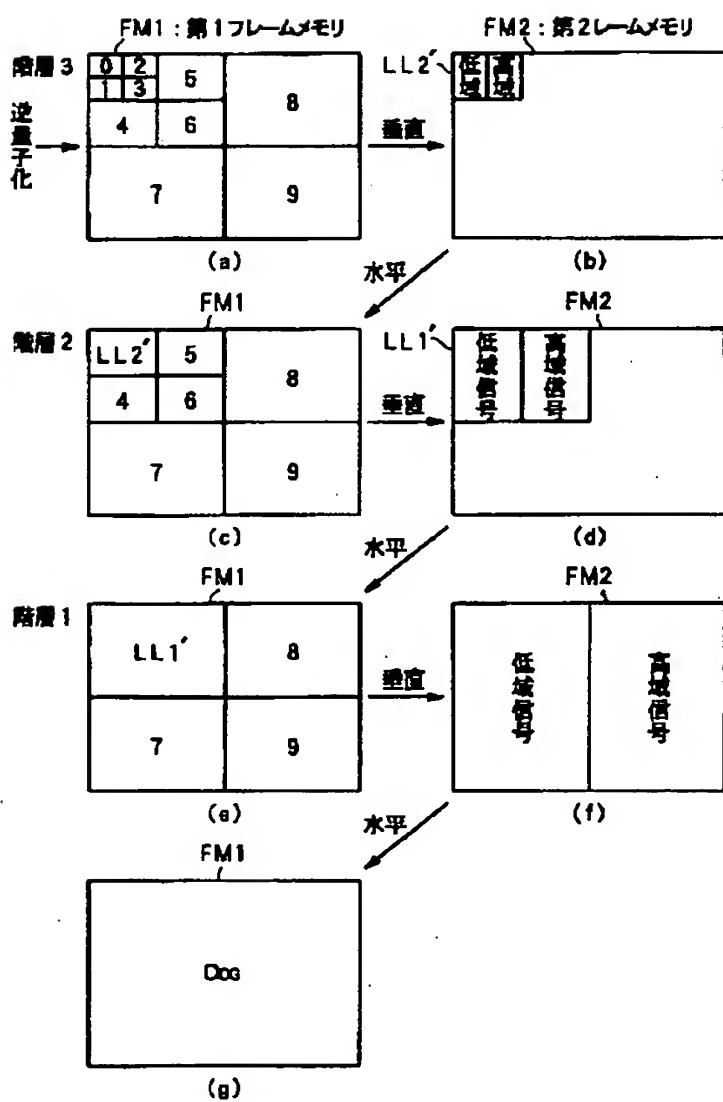 FM1:第1フレームメモリ
FM2:第2フレームメモリ
階層3
逆量子化
0 2
1 3
5
8
4
6
7
9
垂直
LL2′
低域
高域
(a)
(b)
水平
FM1
FM2
階層2
LL2′
5
8
4
6
7
9
垂直
LL1′
低域信号
高域信号
(c)
(d)
水平
FM1
FM2
階層1
LL1′
8
7
9
垂直
低域信号
高域信号
(e)
(f)
水平
FM1
DOG
(g)